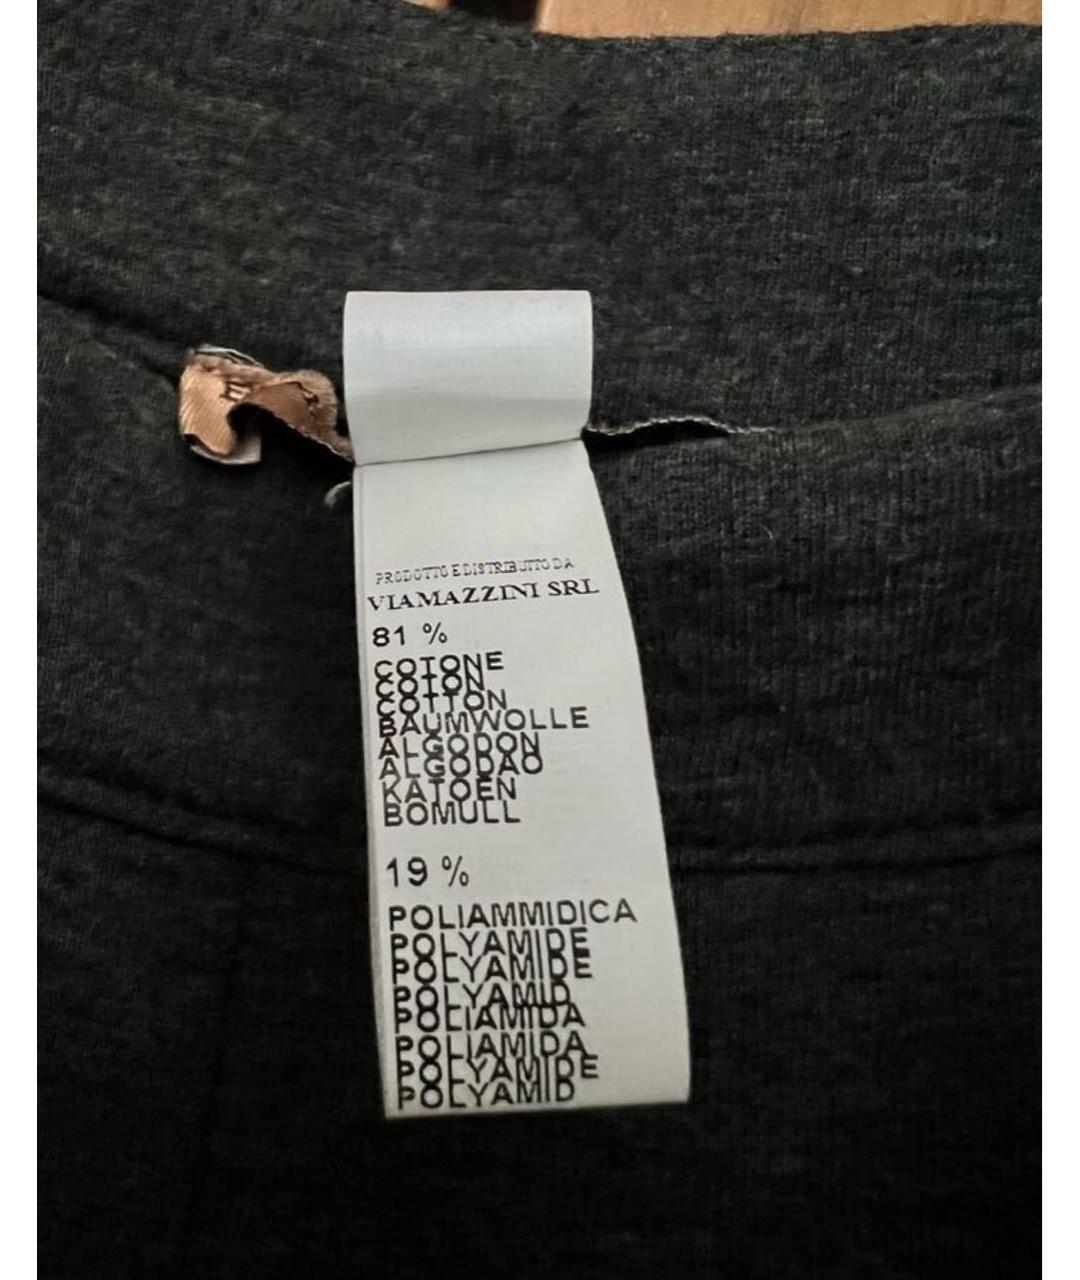 PRODOTTO E DISTRIBUITO DA
VIAMAZZINI SRL
81 %
COTONE
COTON
COTTON
BAUMWOLLE
ALGODON
ALGODAO
KATOEN
BOMULL
19 %
POLIAMMIDICA
POLYAMIDE
POLYAMIDE
POLYAMID
POLIAMIDA
POLIAMIDA
POLYAMIDE
POLYAMID